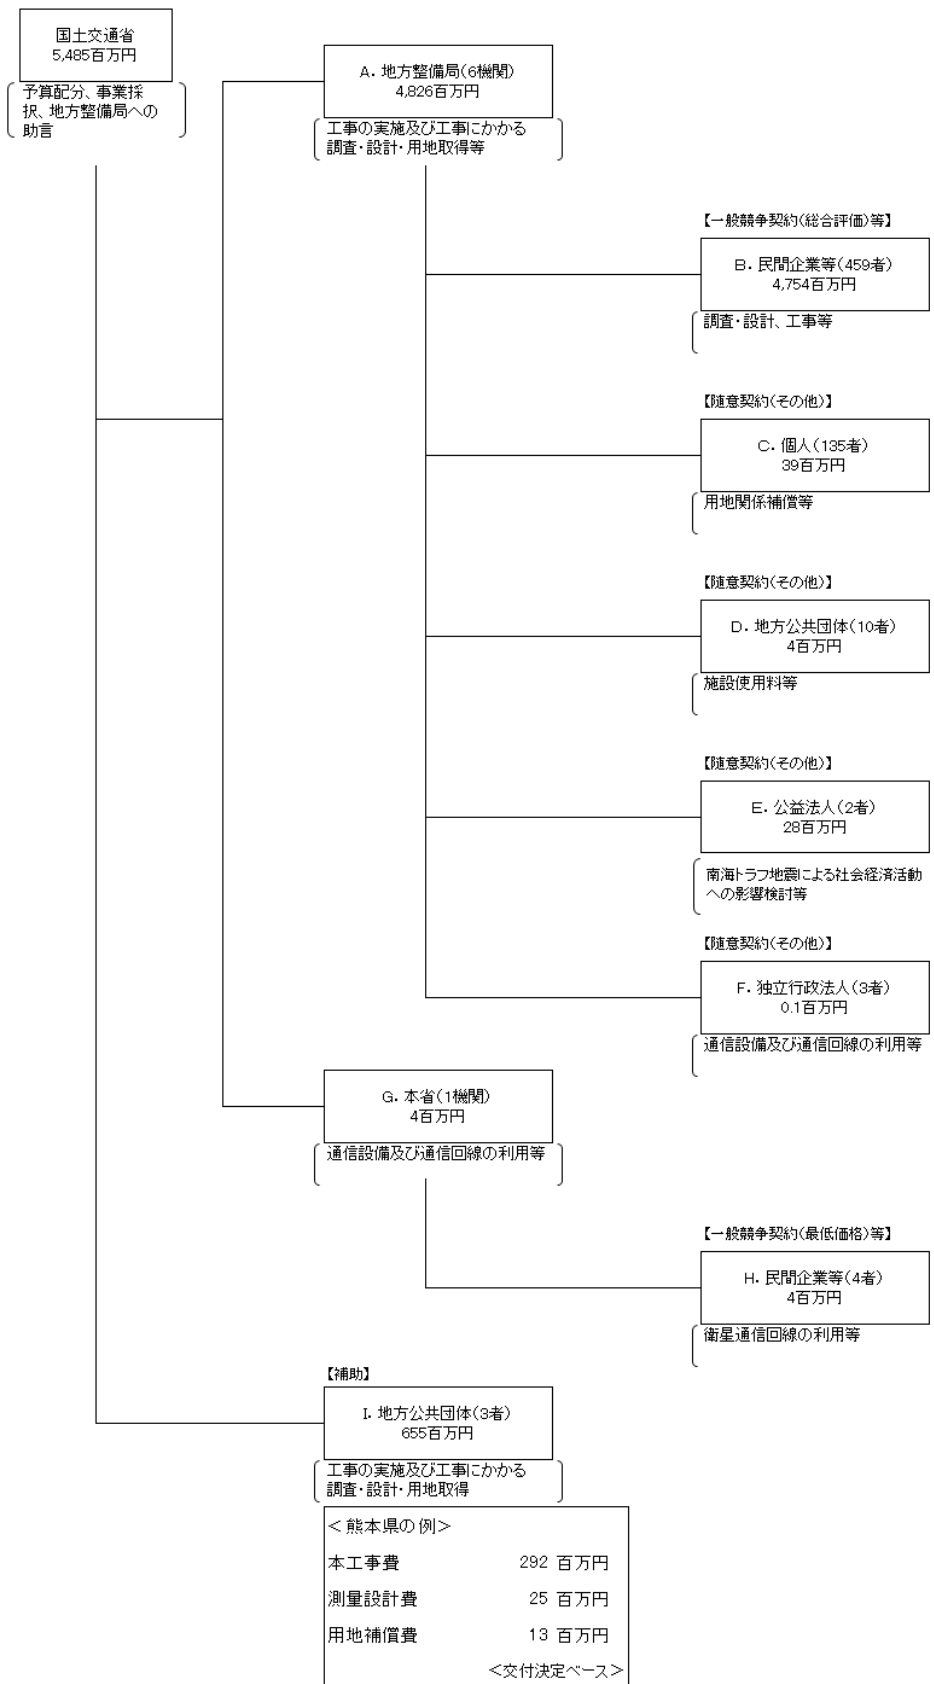 国土交通省
5,485百万円
予算配分、事業採
択、地方整備局への
助言
A．地方整備局(6機関)
4,826百万円
工事の実施及び工事にかかる
調査・設計・用地取得等
【一般競争契約(総合評価)等】
B．民間企業等(459者)
4,754百万円
調査・設計、工事等
【随意契約(その他)】
C．個人(135者)
39百万円
用地関係補償等
【随意契約(その他)】
D．地方公共団体(10者)
4百万円
施設使用料等
【随意契約(その他)】
E．公益法人(2者)
28百万円
南海トラフ地震による社会経済活動
への影響検討等
【随意契約(その他)】
F．独立行政法人(3者)
0.1百万円
通信設備及び通信回線の利用等
G．本省(1機関)
4百万円
通信設備及び通信回線の利用等
【一般競争契約(最低価格)等】
H．民間企業等(4者)
4百万円
衛星通信回線の利用等
【補助】
I．地方公共団体(3者)
655百万円
工事の実施及び工事にかかる
調査・設計・用地取得
＜熊本県の例＞
本工事費 292 百万円
測量設計費 25 百万円
用地補償費 13 百万円
＜交付決定ベース＞